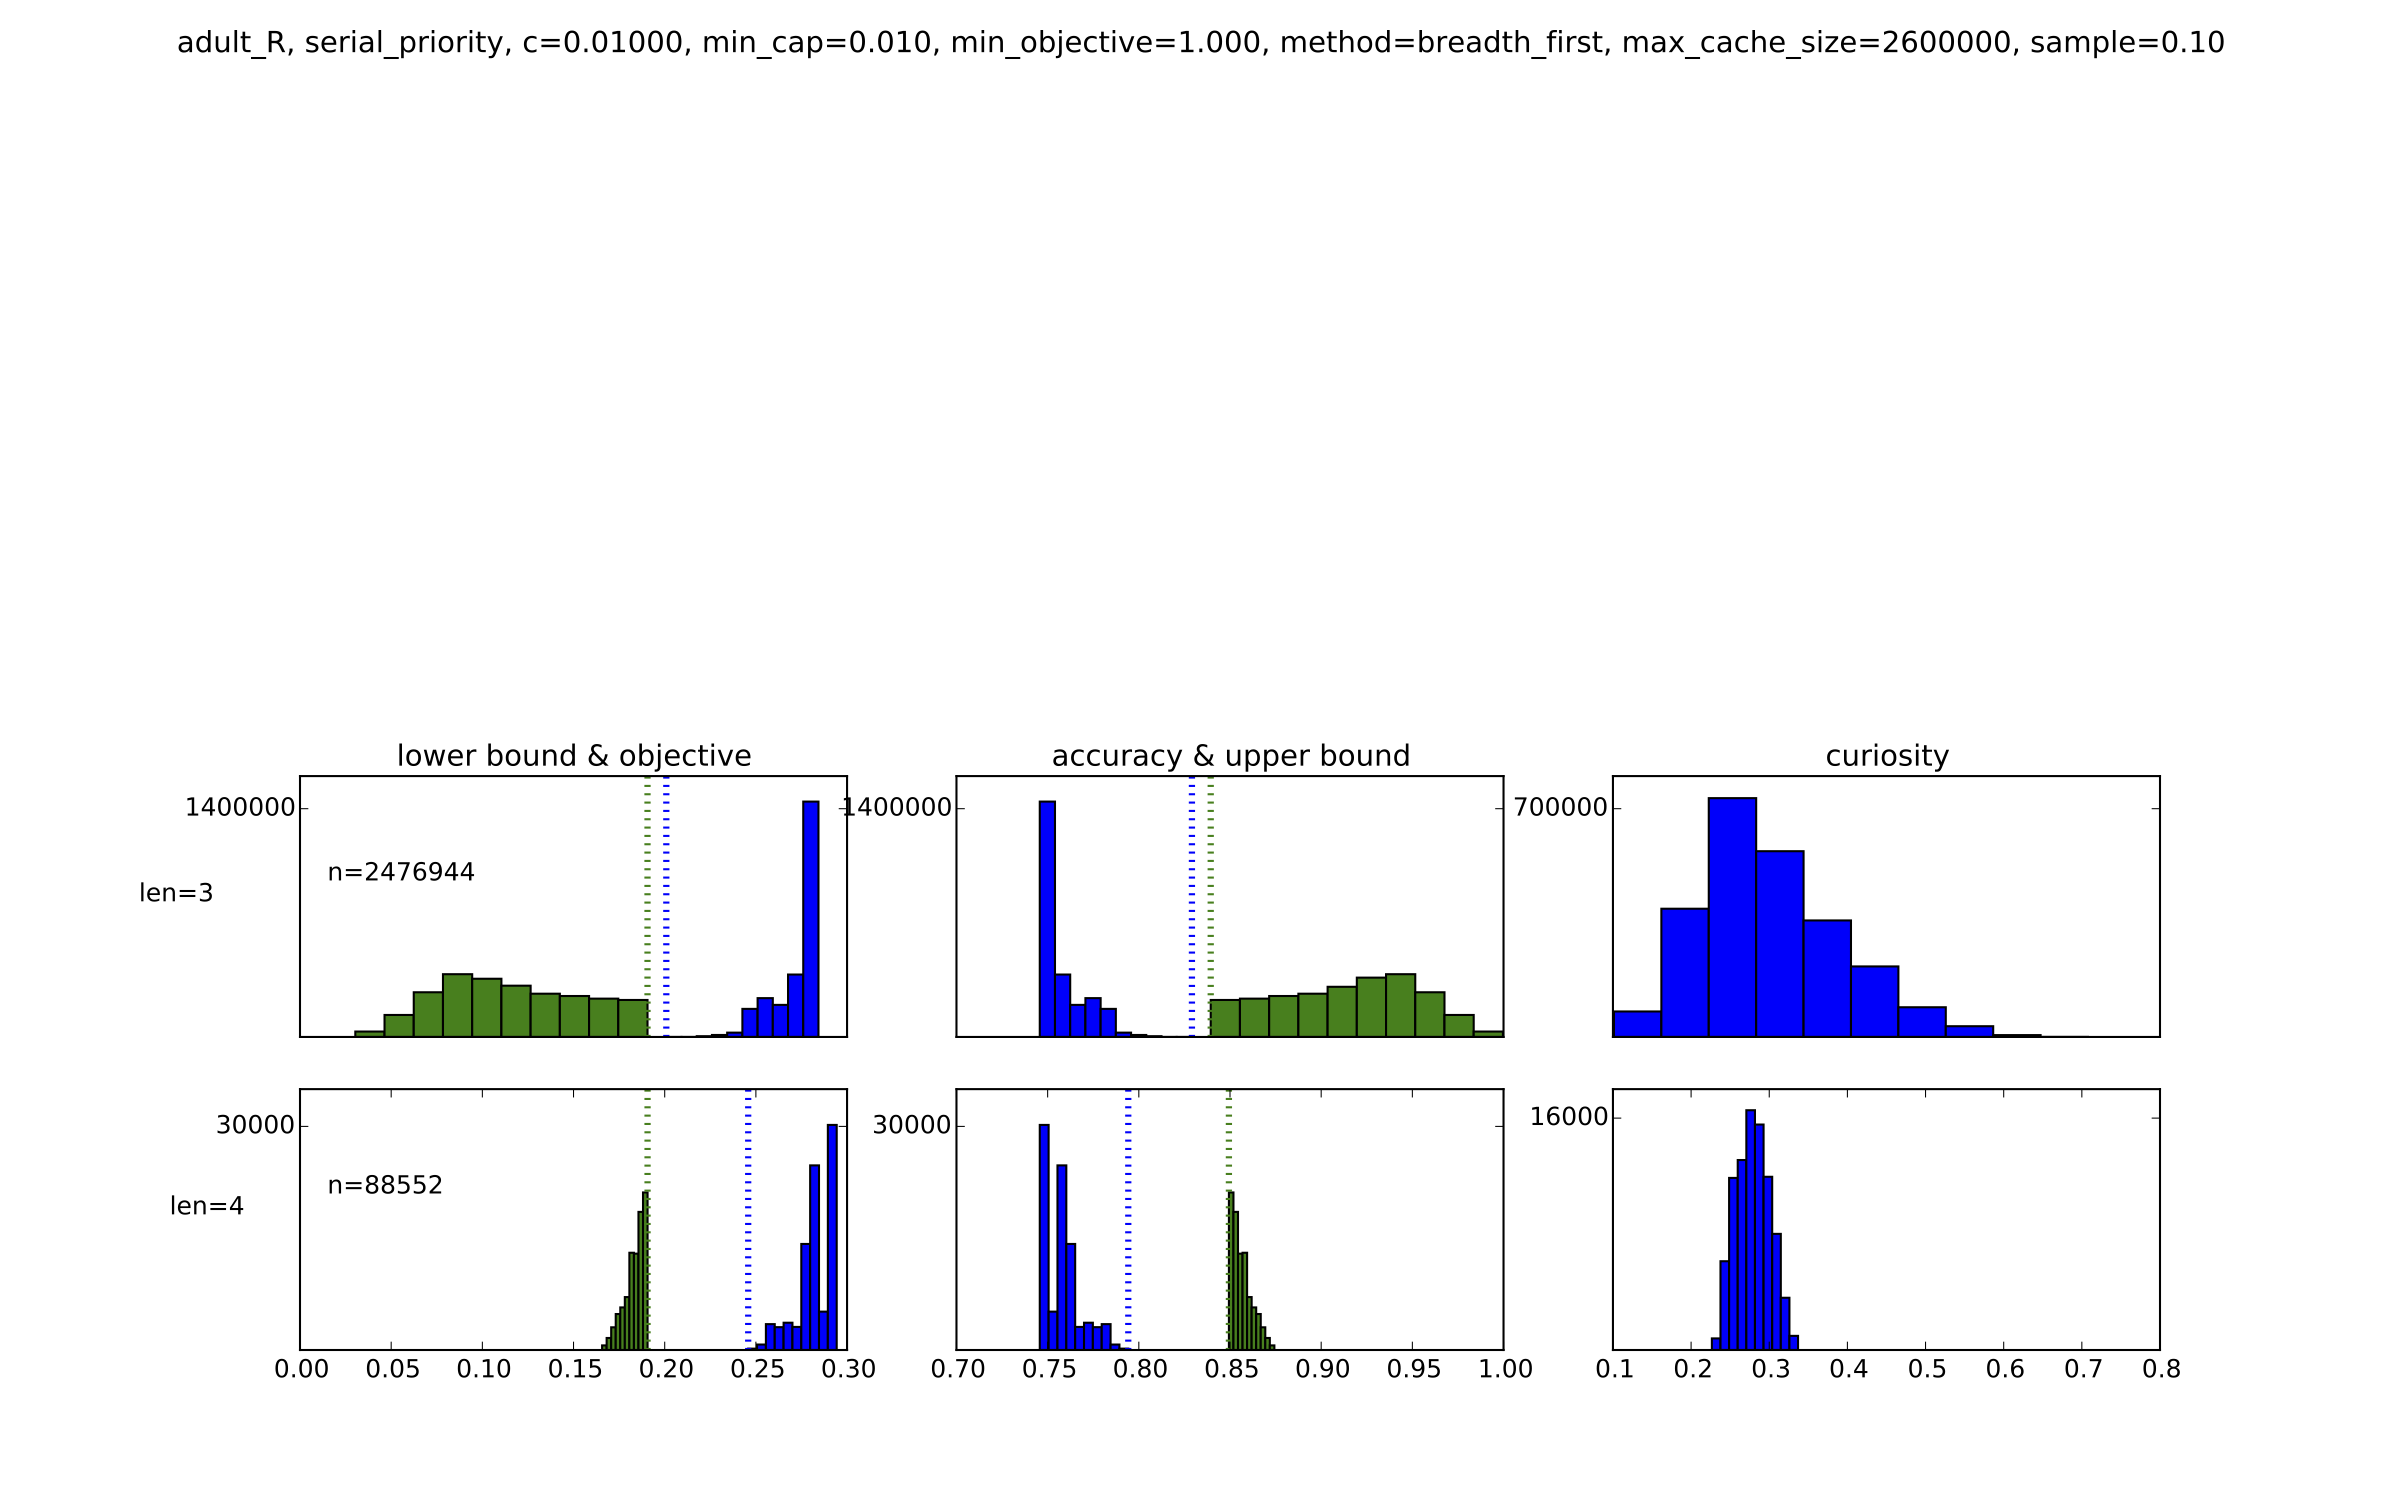 adult_R, serial_priority, c=0.01000, min_cap=0.010, min_objective=1.000, method=breadth_first, max_cache_size=2600000, sample=0.10
lower bound & objective
accuracy & upper bound
curiosity
1400000
1400000
700000
n=2476944
len=3
30000
30000
16000
n=88552
len=4
0.00 0.05 0.10 0.15 0.20 0.25 0.30
0.70 0.75 0.80 0.85 0.90 0.95 1.00
0.1 0.2 0.3 0.4 0.5 0.6 0.7 0.8